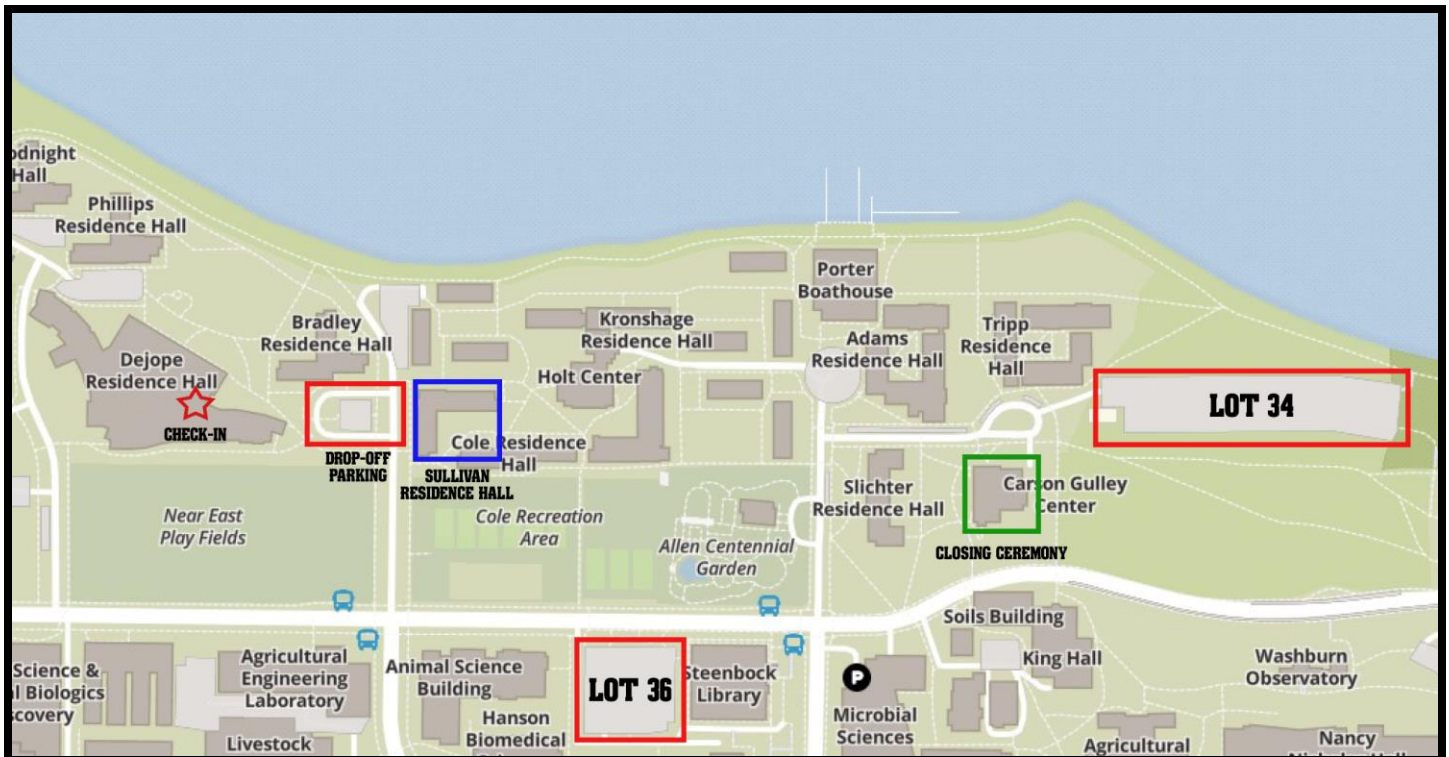 odnight
Hall
Phillips
Residence Hall
Porter
Boathouse
Bradley
Residence Hall
Kronshage
Residence Hall
Adams
Residence Hall
Tripp
Residence
Hall
Dejope
Residence Hall
Holt Center
CHECK-IN
LOT 34
DROP-OFF
PARKING
Cole Residence
Hall
SULLIVAN
RESIDENCE HALL
Slichter
Residence Hall
Carson Gulley
Center
Near East
Play Fields
Cole Recreation
Area
Allen Centennial
Garden
CLOSING CEREMONY
Soils Building
King Hall
Washburn
Observatory
Science &
l Biologics
scovery
Agricultural
Engineering
Laboratory
Animal Science
Building
LOT 36
Steenbock
Library
P
Microbial
Sciences
Hanson
Biomedical
Livestock
Agricultural
Nancy